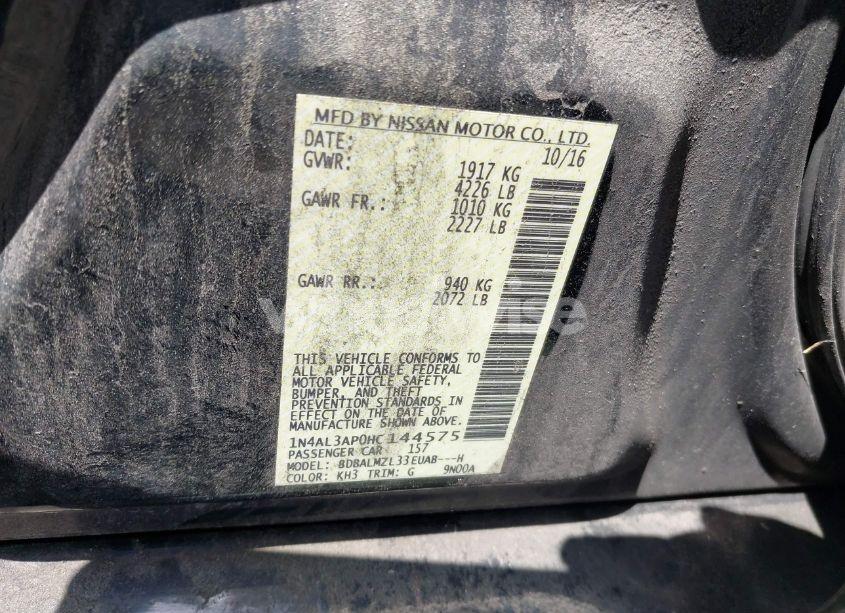 MFD BY NISSAN MOTOR CO., LTD.
DATE: 10/16
GVWR: 1917 KG
4226 LB
GAWR FR.: 1010 KG
2227 LB
GAWR RR.: 940 KG
2072 LB
THIS VEHICLE CONFORMS TO
ALL APPLICABLE FEDERAL
MOTOR VEHICLE SAFETY,
BUMPER, AND THEFT
PREVENTION STANDARDS IN
EFFECT ON THE DATE OF
MANUFACTURE SHOWN ABOVE.
1N4AL3AP0HC144575
PASSENGER CAR 157
MODEL: BDBALMZL33EUAB---H
COLOR: KH3 TRIM: G 9N00A